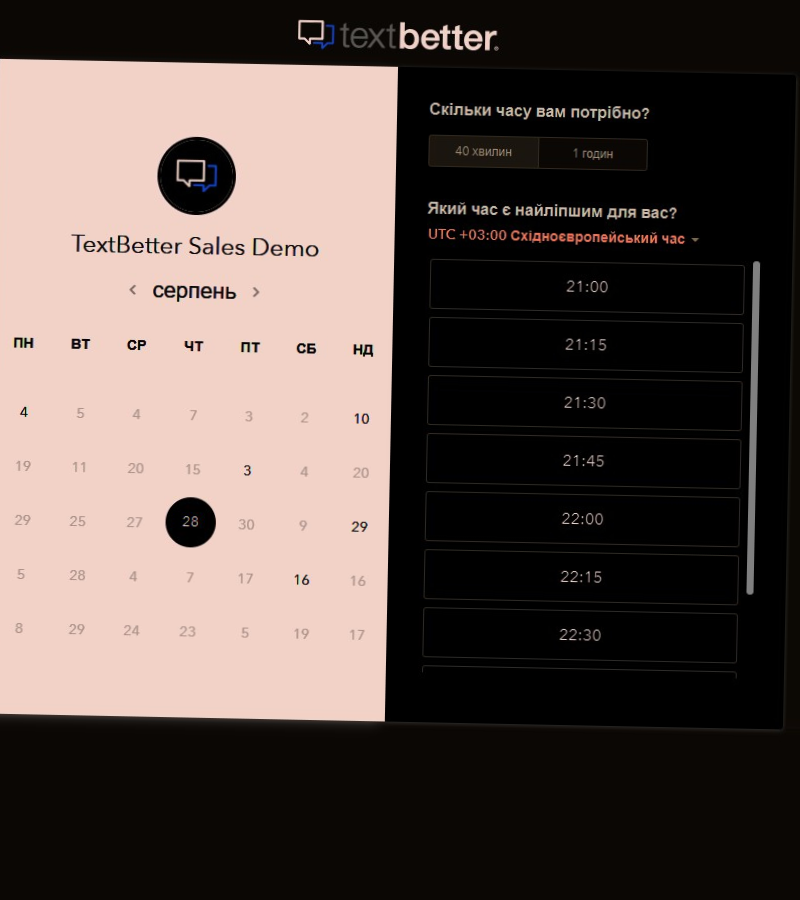 textbetter.
TextBetter Sales Demo
серпень
ПН ВТ СР ЧТ ПТ СБ НД
4 5 4 7 3 2 10
19 11 20 15 3 4 20
29 25 27 28 30 9 29
5 28 4 7 17 16 16
8 29 24 23 5 19 17
Скільки часу вам потрібно?
40 хвилин 1 годин
Який час є найліпшим для вас?
UTC +03:00 Східноєвропейський час
21:00
21:15
21:30
21:45
22:00
22:15
22:30